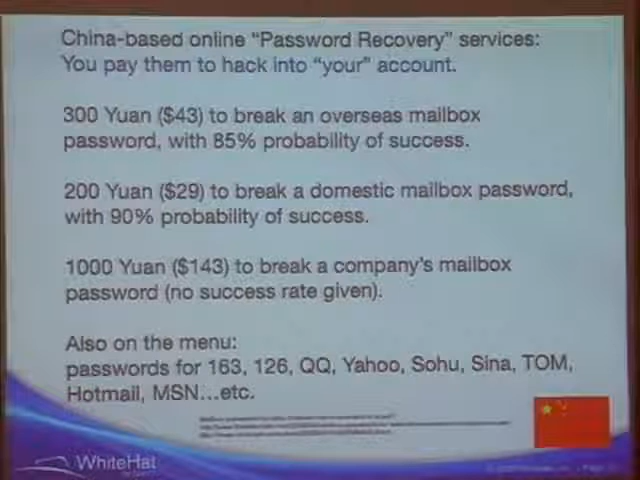 China-based online “Password Recovery” services:
You pay them to hack into “your” account.
300 Yuan ($43) to break an overseas mailbox
password, with 85% probability of success.
200 Yuan ($29) to break a domestic mailbox password,
with 90% probability of success.
1000 Yuan ($143) to break a company’s mailbox
password (no success rate given).
Also on the menu:
passwords for 163, 126, QQ, Yahoo, Sohu, Sina, TOM,
Hotmail, MSN...etc.
WhiteHat